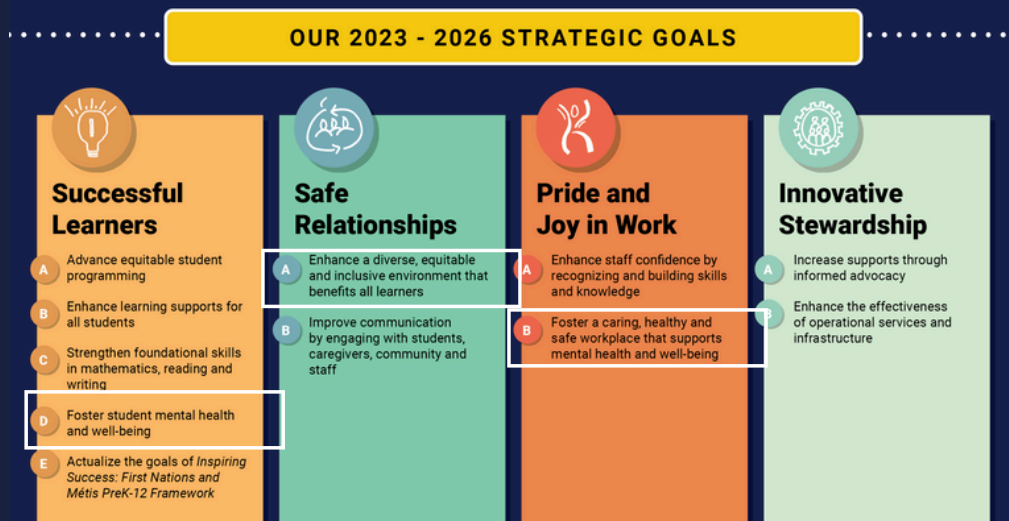 OUR 2023 - 2026 STRATEGIC GOALS
Successful
Learners
A
Advance equitable student
programming
B
Enhance learning supports for
all students
C
Strengthen foundational skills
in mathematics, reading and
writing
D
Foster student mental health
and well-being
E
Actualize the goals of Inspiring
Success: First Nations and
Métis PreK-12 Framework
Safe
Relationships
A
Enhance a diverse, equitable
and inclusive environment that
benefits all learners
B
Improve communication
by engaging with students,
caregivers, community and
staff
Pride and
Joy in Work
A
Enhance staff confidence by
recognizing and building skills
and knowledge
B
Foster a caring, healthy and
safe workplace that supports
mental health and well-being
Innovative
Stewardship
A
Increase supports through
informed advocacy
B
Enhance the effectiveness
of operational services and
infrastructure